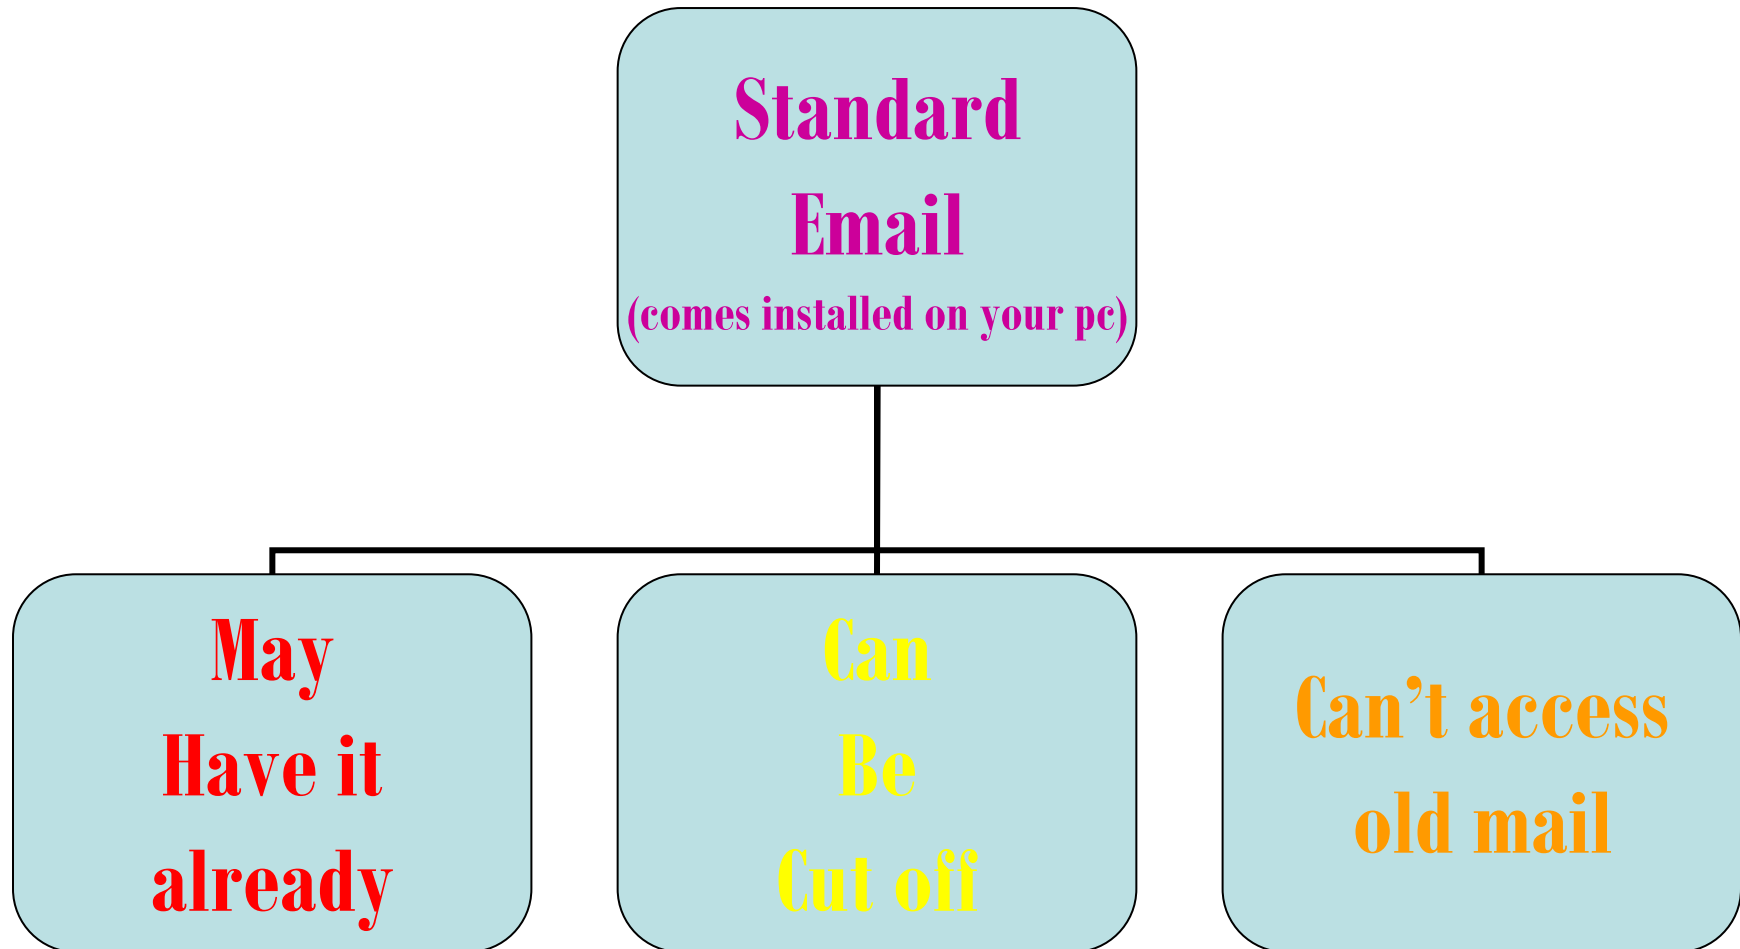 Standard
Email
(comes installed on your pc)
May
Have it
already
Can
Be
Cut off
Can’t access
old mail